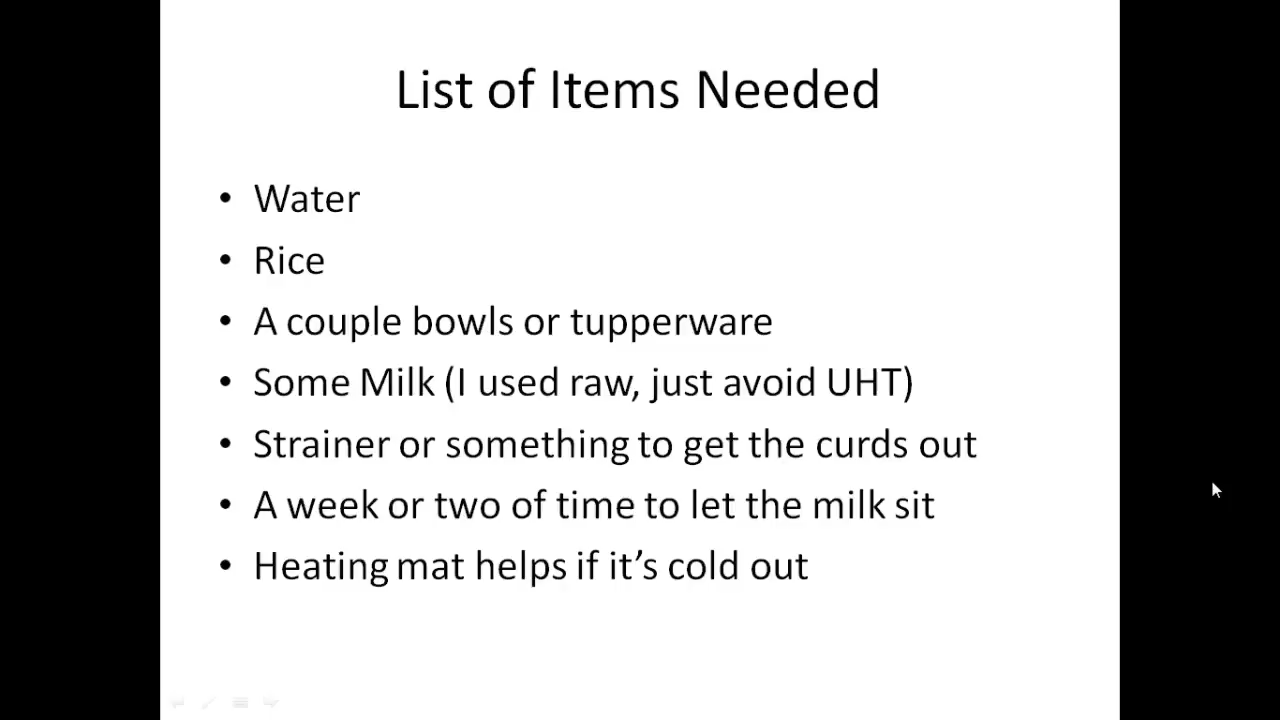 List of Items Needed
• Water
• Rice
• A couple bowls or tupperware
• Some Milk (I used raw, just avoid UHT)
• Strainer or something to get the curds out
• A week or two of time to let the milk sit
• Heating mat helps if it’s cold out